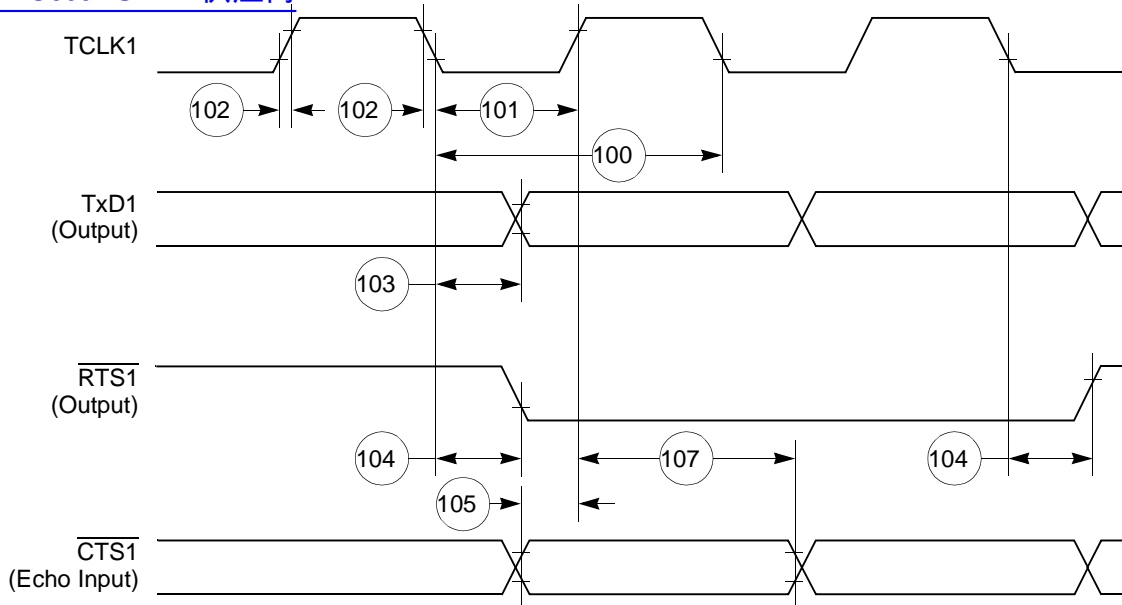 TCLK1
102
102
101
100
TxD1
(Output)
103
RTS1
(Output)
104
107
104
105
CTS1
(Echo Input)